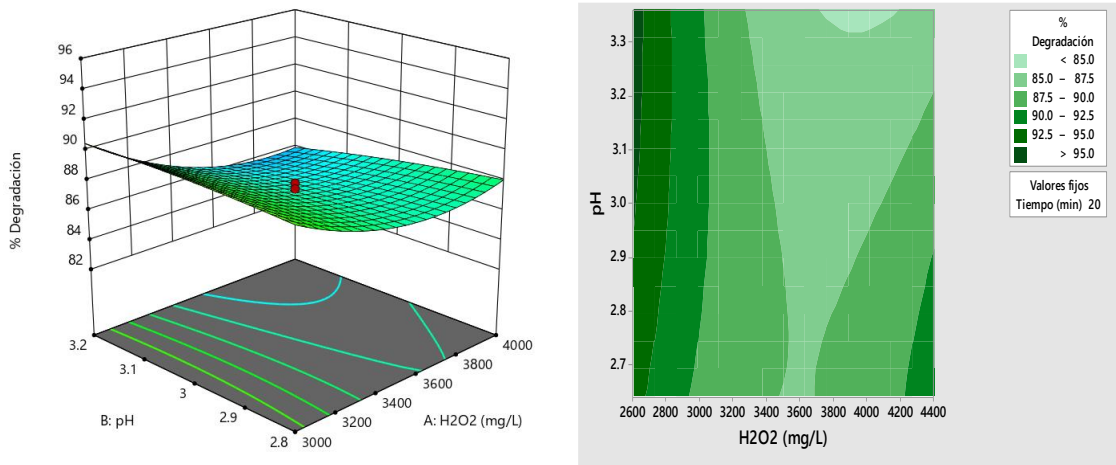 96
94
92
90
88
86
84
82
% Degradación
3.2
3.1
3
2.9
2.8
B: pH
3000
3200
3400
3600
3800
4000
A: H2O2 (mg/L)
3.3
3.2
3.1
3.0
2.9
2.8
2.7
pH
2600 2800 3000 3200 3400 3600 3800 4000 4200 4400
H2O2 (mg/L)
%
Degradación
< 85.0
85.0 – 87.5
87.5 – 90.0
90.0 – 92.5
92.5 – 95.0
> 95.0
Valores fijos
Tiempo (min) 20